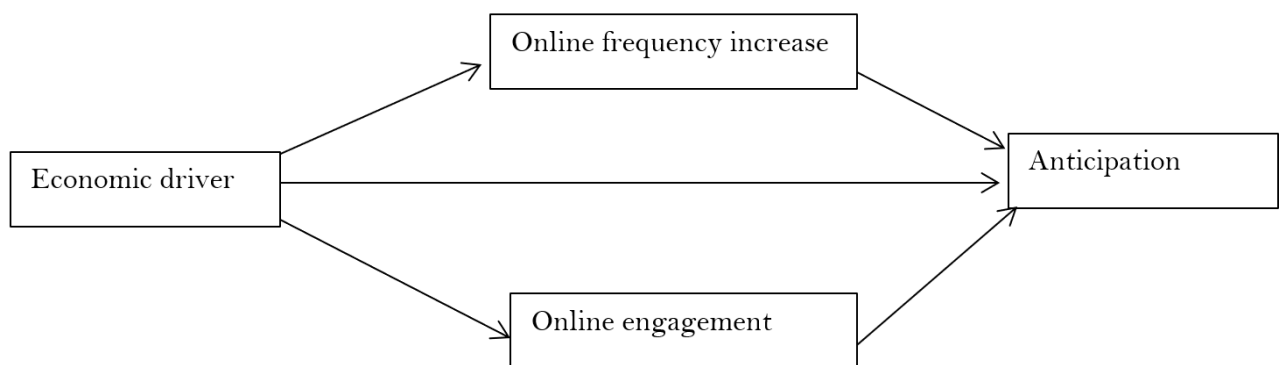 Online frequency increase
Economic driver
Anticipation
Online engagement